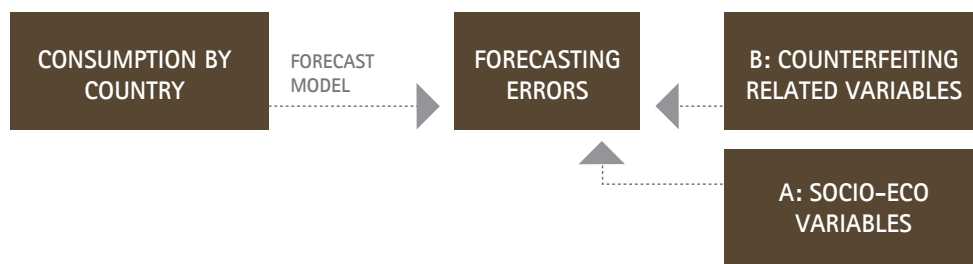 CONSUMPTION BY
COUNTRY
FORECAST
MODEL
FORECASTING
ERRORS
B: COUNTERFEITING
RELATED VARIABLES
A: SOCIO-ECO
VARIABLES